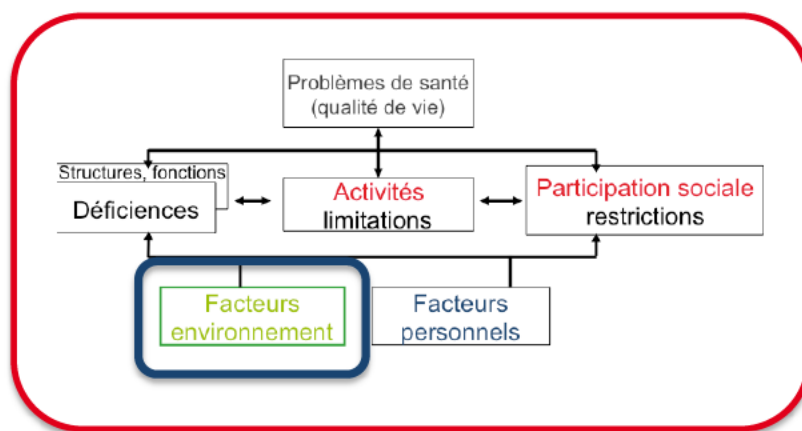 Problèmes de santé
(qualité de vie)
Structures, fonctions
Déficiences
Activités
limitations
Participation sociale
restrictions
Facteurs
environnement
Facteurs
personnels